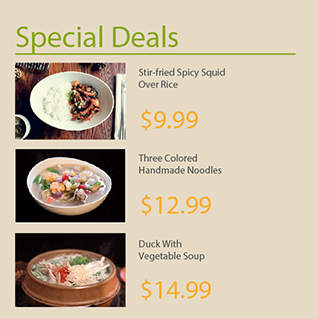 Special Deals
Stir-fried Spicy Squid
Over Rice
$9.99
Three Colored
Handmade Noodles
$12.99
Duck With
Vegetable Soup
$14.99